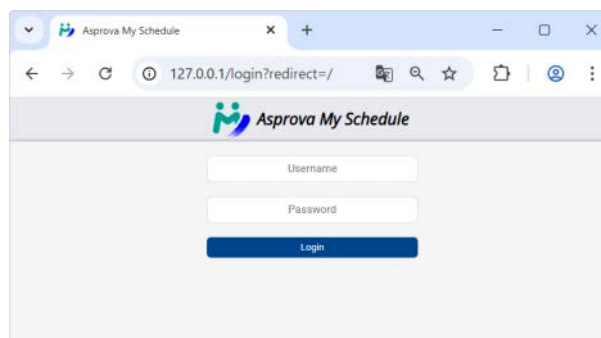 Asprova My Schedule
127.0.0.1/login?redirect=/
Asprova My Schedule
Username
Password
Login